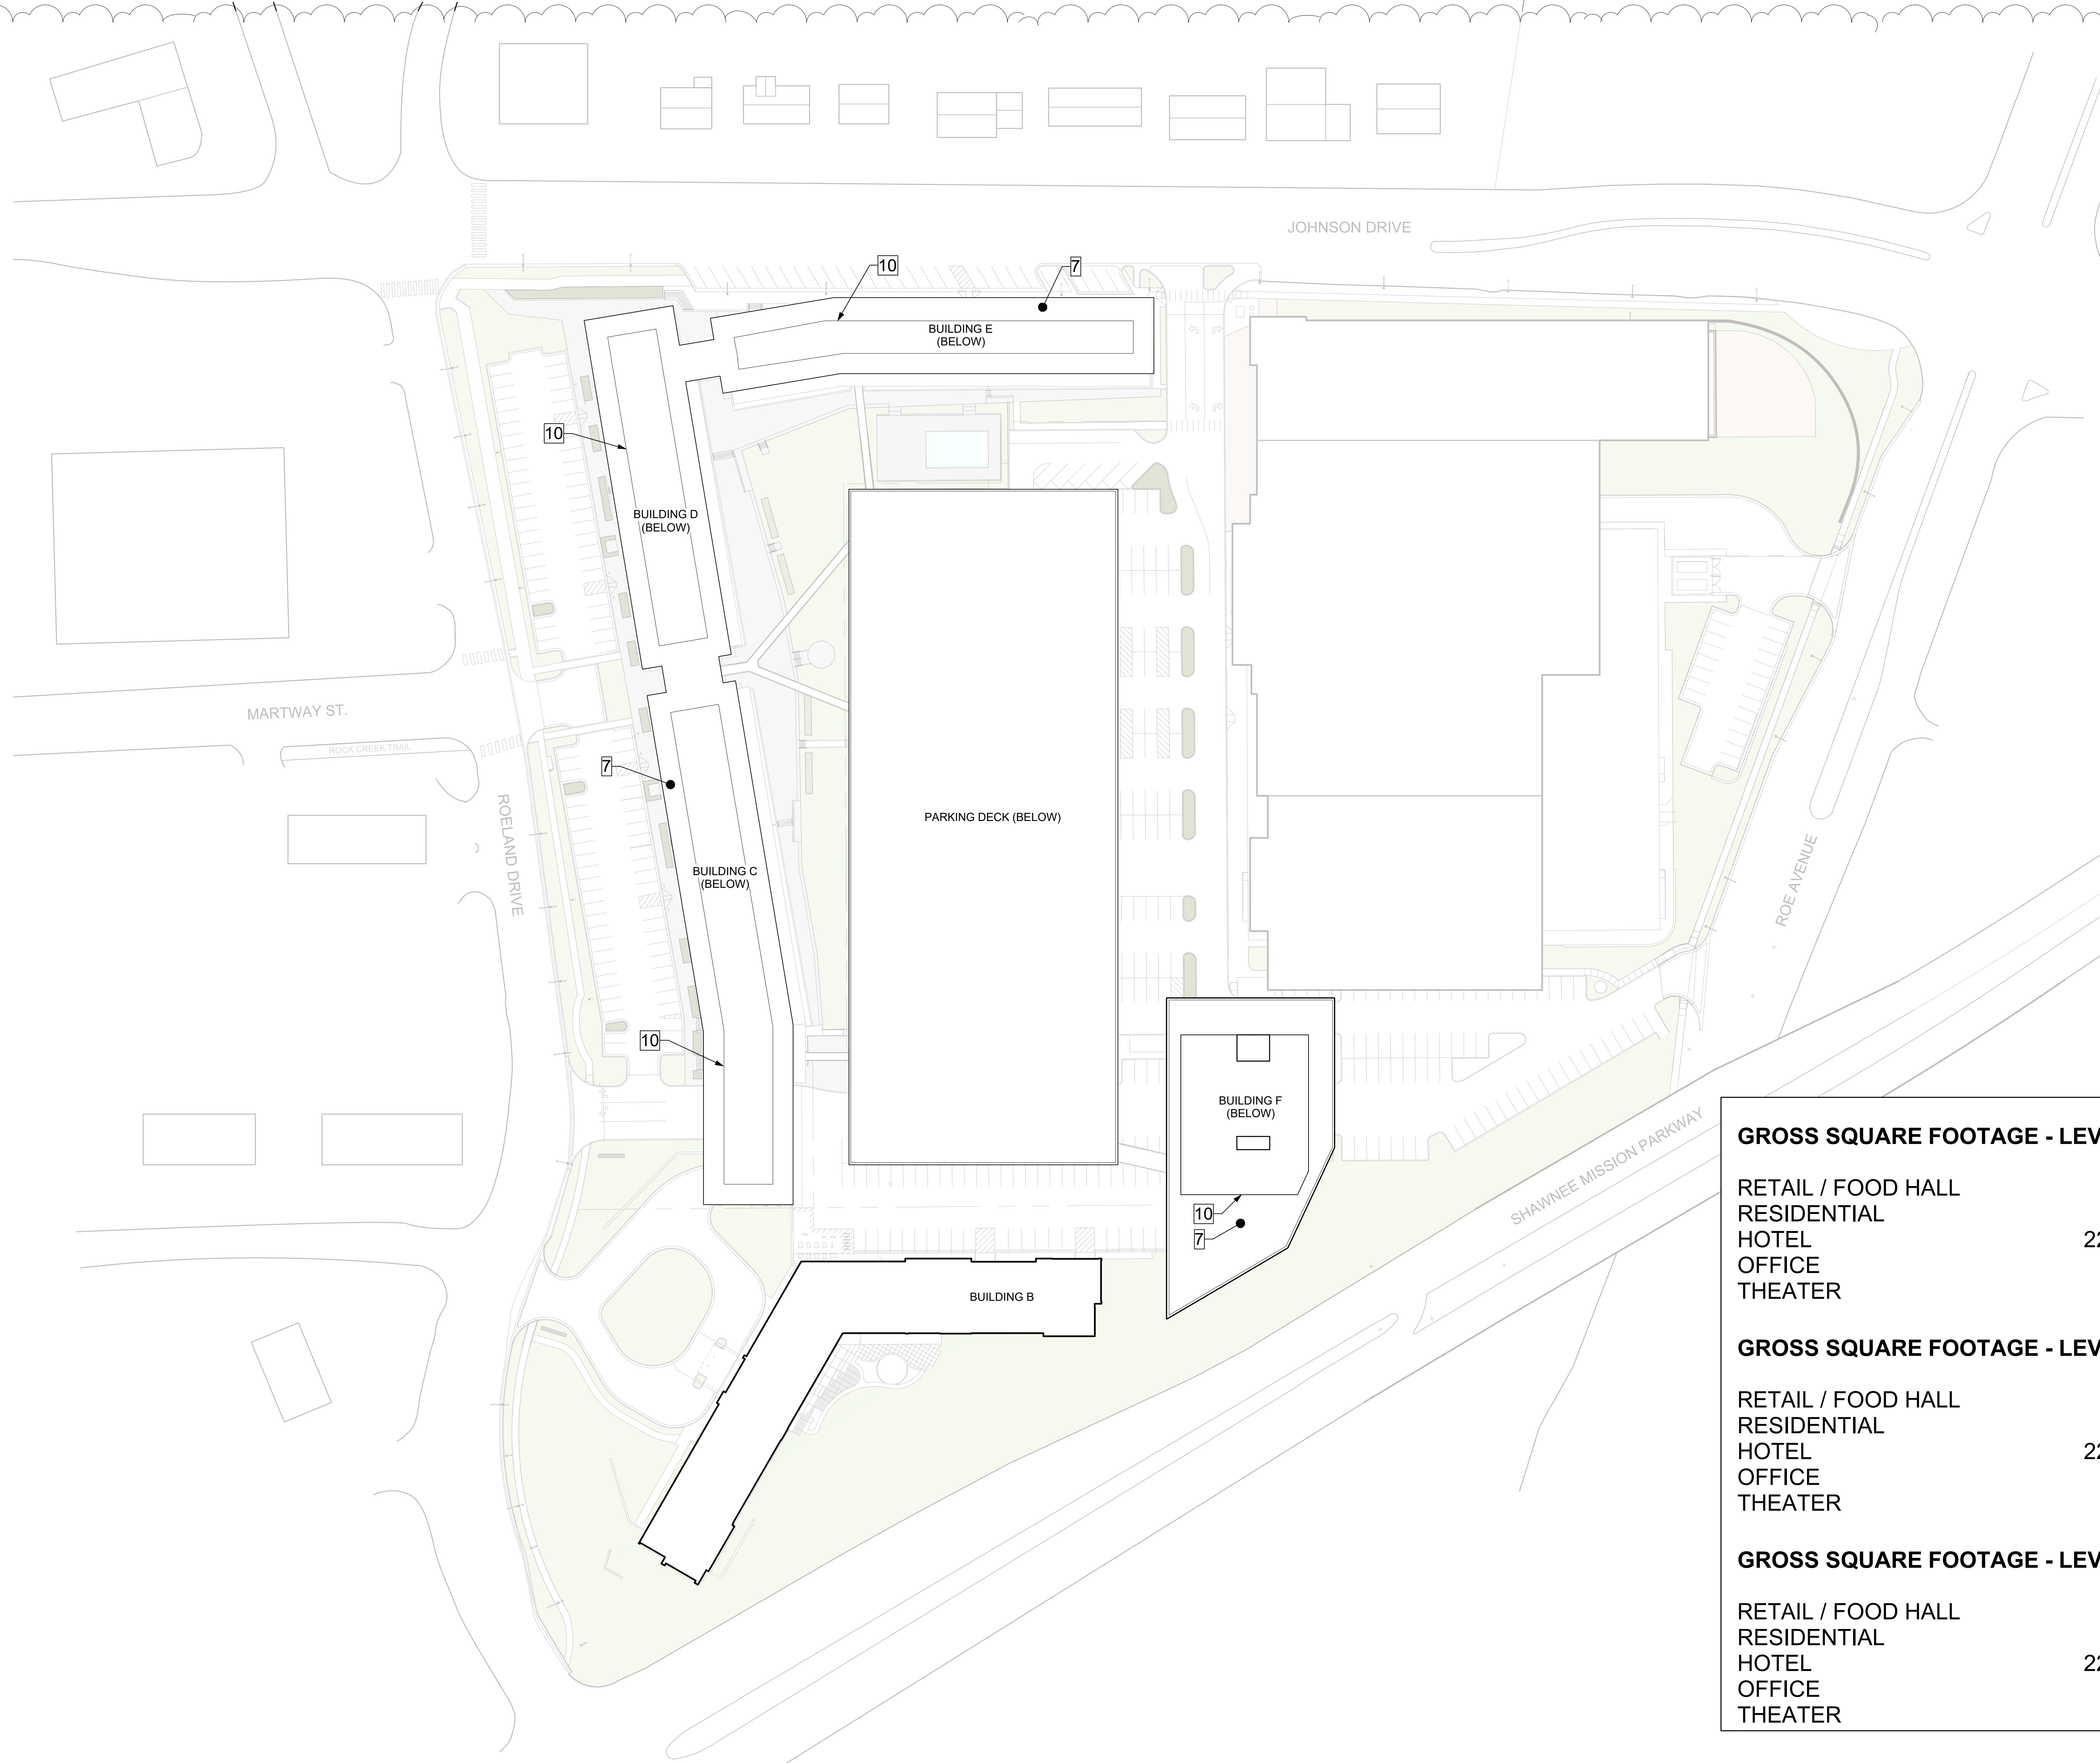 JOHNSON DRIVE
10
7
BUILDING E
(BELOW)
10
BUILDING D
(BELOW)
MARTWAY ST.
ROCK CREEK TRAIL
7
ROELAND DRIVE
PARKING DECK (BELOW)
BUILDING C
(BELOW)
ROE AVENUE
10
BUILDING F
(BELOW)
SHAWNEE MISSION PARKWAY
10
7
BUILDING B
GROSS SQUARE FOOTAGE - LEV
RETAIL / FOOD HALL
RESIDENTIAL
HOTEL 22
OFFICE
THEATER
GROSS SQUARE FOOTAGE - LEV
RETAIL / FOOD HALL
RESIDENTIAL
HOTEL 22
OFFICE
THEATER
GROSS SQUARE FOOTAGE - LEV
RETAIL / FOOD HALL
RESIDENTIAL
HOTEL 22
OFFICE
THEATER